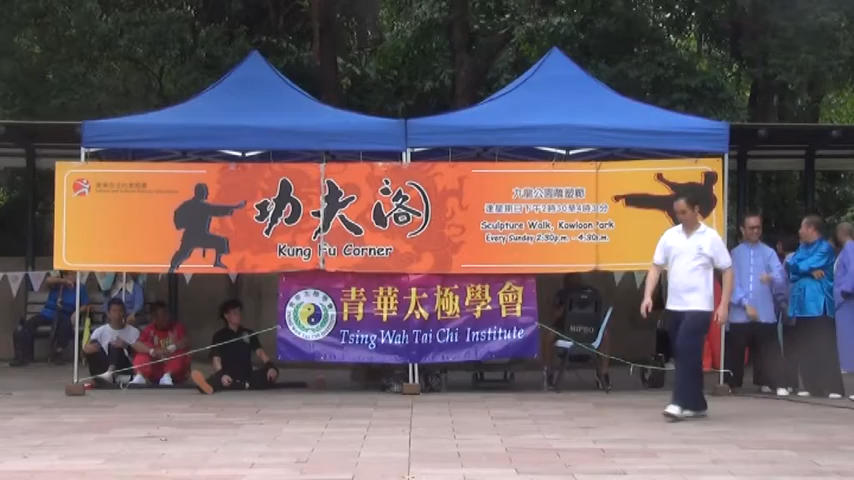 功夫閣
Kung Fu Corner
九龍公園雕塑廊
逢星期日下午2時30至4時30分
Sculpture Walk, Kowloon Park
Every Sunday 2:30p.m. - 4:30p.m.
青華太極學會
Tsing Wah Tai Chi Institute